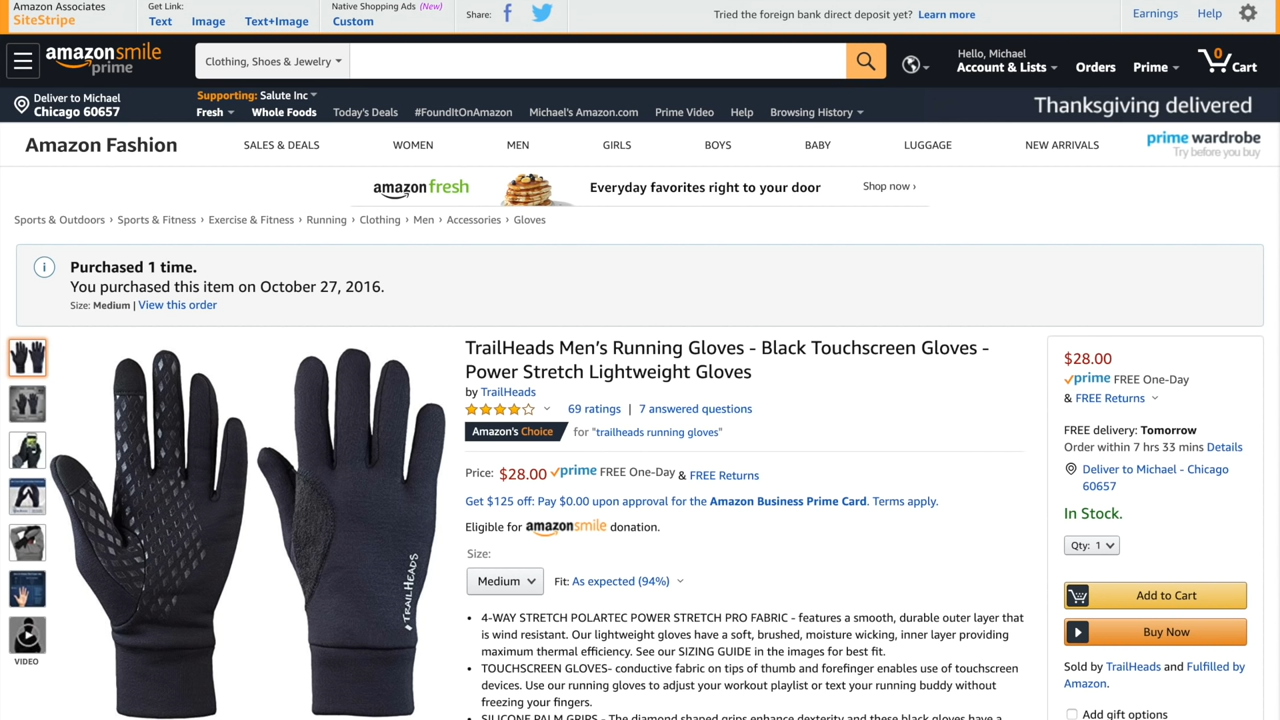 Amazon Associates
SiteStripe
Get Link:
Text Image Text+Image
Native Shopping Ads (New)
Custom
Share:
Tried the foreign bank direct deposit yet? Learn more
Earnings Help
amazonsmile
prime
Clothing, Shoes & Jewelry
Hello, Michael
Account & Lists Orders Prime 0 Cart
Deliver to Michael
Chicago 60657
Supporting: Salute Inc
Fresh Whole Foods Today's Deals #FoundItOnAmazon Michael's Amazon.com Prime Video Help Browsing History
Thanksgiving delivered
Amazon Fashion SALES & DEALS WOMEN MEN GIRLS BOYS BABY LUGGAGE NEW ARRIVALS
prime wardrobe
Try before you buy
amazonfresh Everyday favorites right to your door Shop now ›
Sports & Outdoors › Sports & Fitness › Exercise & Fitness › Running › Clothing › Men › Accessories › Gloves
i
Purchased 1 time.
You purchased this item on October 27, 2016.
Size: Medium | View this order
VIDEO
TRAILHEADS
TrailHeads Men's Running Gloves - Black Touchscreen Gloves -
Power Stretch Lightweight Gloves
by TrailHeads
69 ratings | 7 answered questions
Amazon's Choice for "trailheads running gloves"
Price: $28.00 prime FREE One-Day & FREE Returns
Get $125 off: Pay $0.00 upon approval for the Amazon Business Prime Card. Terms apply.
Eligible for amazonsmile donation.
Size:
Medium Fit: As expected (94%)
• 4-WAY STRETCH POLARTEC POWER STRETCH PRO FABRIC - features a smooth, durable outer layer that
is wind resistant. Our lightweight gloves have a soft, brushed, moisture wicking, inner layer providing
maximum thermal efficiency. See our SIZING GUIDE in the images for best fit.
• TOUCHSCREEN GLOVES- conductive fabric on tips of thumb and forefinger enables use of touchscreen
devices. Use our running gloves to adjust your workout playlist or text your running buddy without
freezing your fingers.
• SILICONE PALM GRIPS - The diamond shaped grips enhance dexterity and these black gloves have a
$28.00
prime FREE One-Day
& FREE Returns
FREE delivery: Tomorrow
Order within 7 hrs 33 mins Details
Deliver to Michael - Chicago
60657
In Stock.
Qty: 1
Add to Cart
Buy Now
Sold by TrailHeads and Fulfilled by
Amazon.
Add gift options